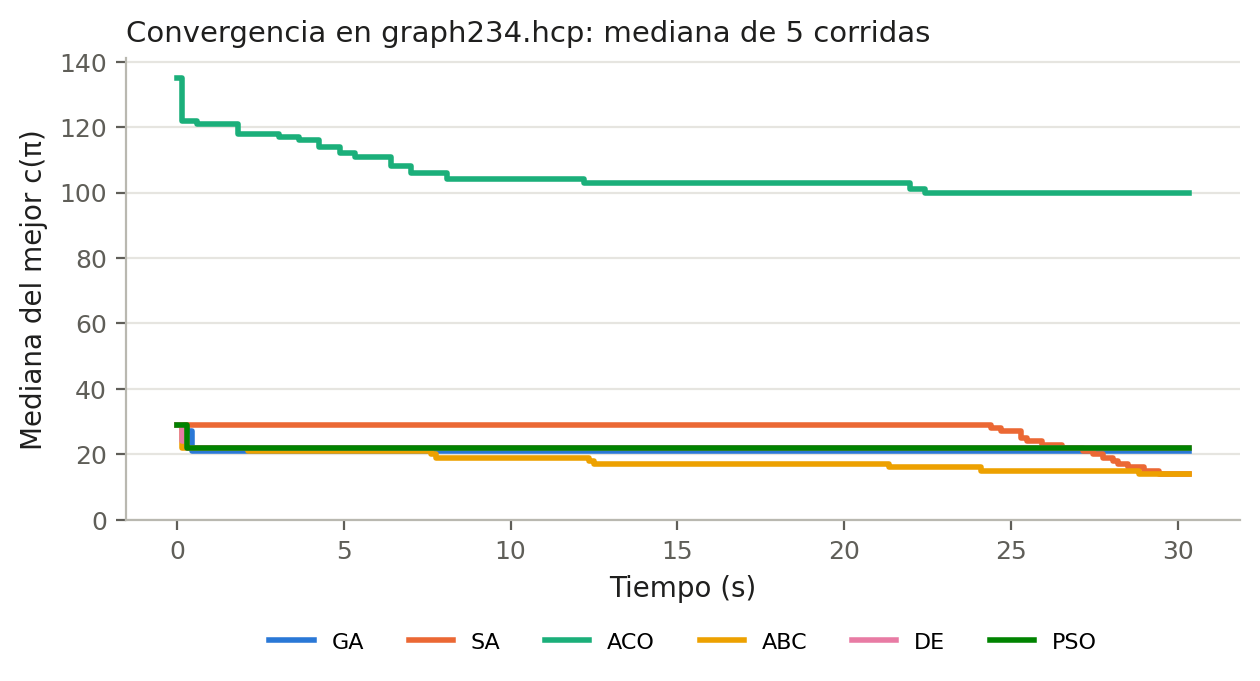 Convergencia en graph234.hcp: mediana de 5 corridas
Mediana del mejor c(π)
140
120
100
80
60
40
20
0
0 5 10 15 20 25 30
Tiempo (s)
GA SA ACO ABC DE PSO